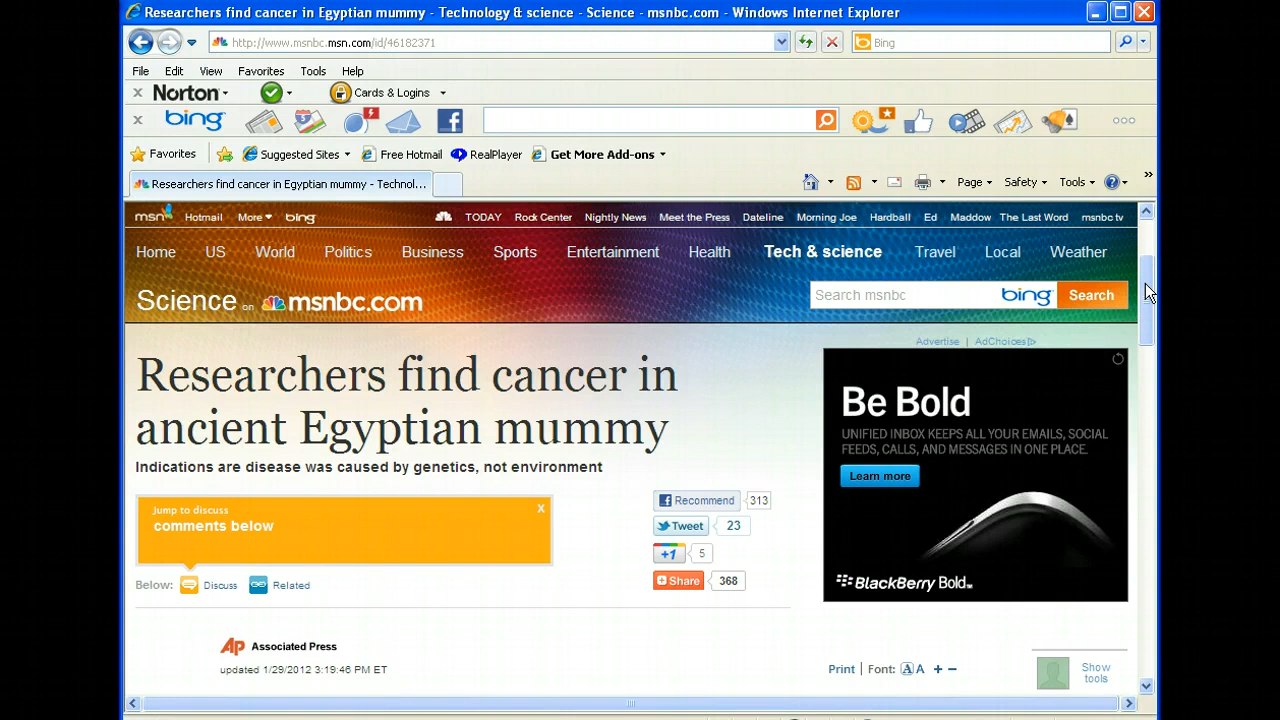 Researchers find cancer in Egyptian mummy - Technology & science - Science - msnbc.com - Windows Internet Explorer
http://www.msnbc.msn.com/id/46182371
Bing
File Edit View Favorites Tools Help
x Norton Cards & Logins
x bing
Favorites Suggested Sites Free Hotmail RealPlayer Get More Add-ons
Researchers find cancer in Egyptian mummy - Technol...
Page Safety Tools
msn Hotmail More bing TODAY Rock Center Nightly News Meet the Press Dateline Morning Joe Hardball Ed Maddow The Last Word msnbc tv
Home US World Politics Business Sports Entertainment Health Tech & science Travel Local Weather
Science on msnbc.com
Search msnbc bing Search
Advertise | AdChoices
Researchers find cancer in
ancient Egyptian mummy
Indications are disease was caused by genetics, not environment
Be Bold
UNIFIED INBOX KEEPS ALL YOUR EMAILS, SOCIAL
FEEDS, CALLS, AND MESSAGES IN ONE PLACE.
Learn more
BlackBerry Bold™
Jump to discuss x
comments below
Recommend 313
Tweet 23
+1 5
Share 368
Below: Discuss Related
AP Associated Press
updated 1/29/2012 3:19:46 PM ET
Print | Font: A A + −
Show
tools